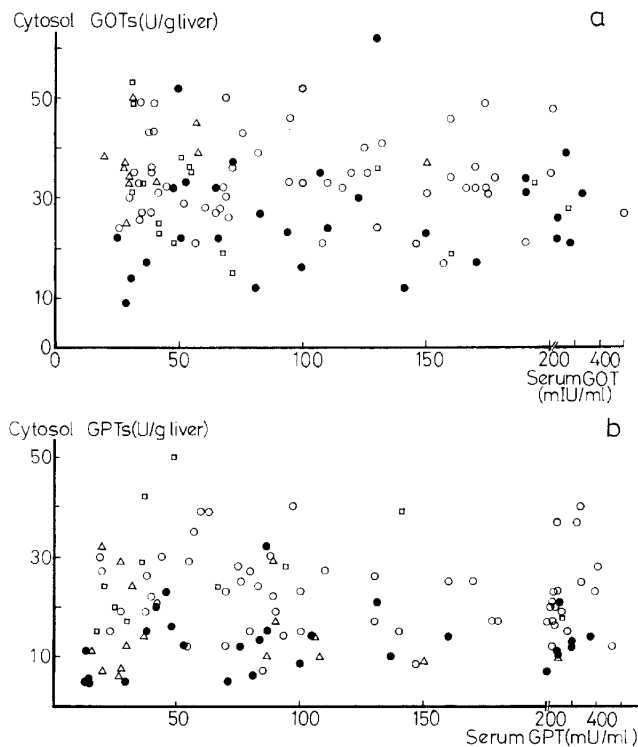 Cytosol GOTs(U/g liver)
a
50
30
10
0
0
50
110
150
200
400
Serum GOT
(mIU/ml)
Cytosol GPTs(U/g liver)
b
50
30
10
50
100
150
200
400
Serum GPT(mU/ml)